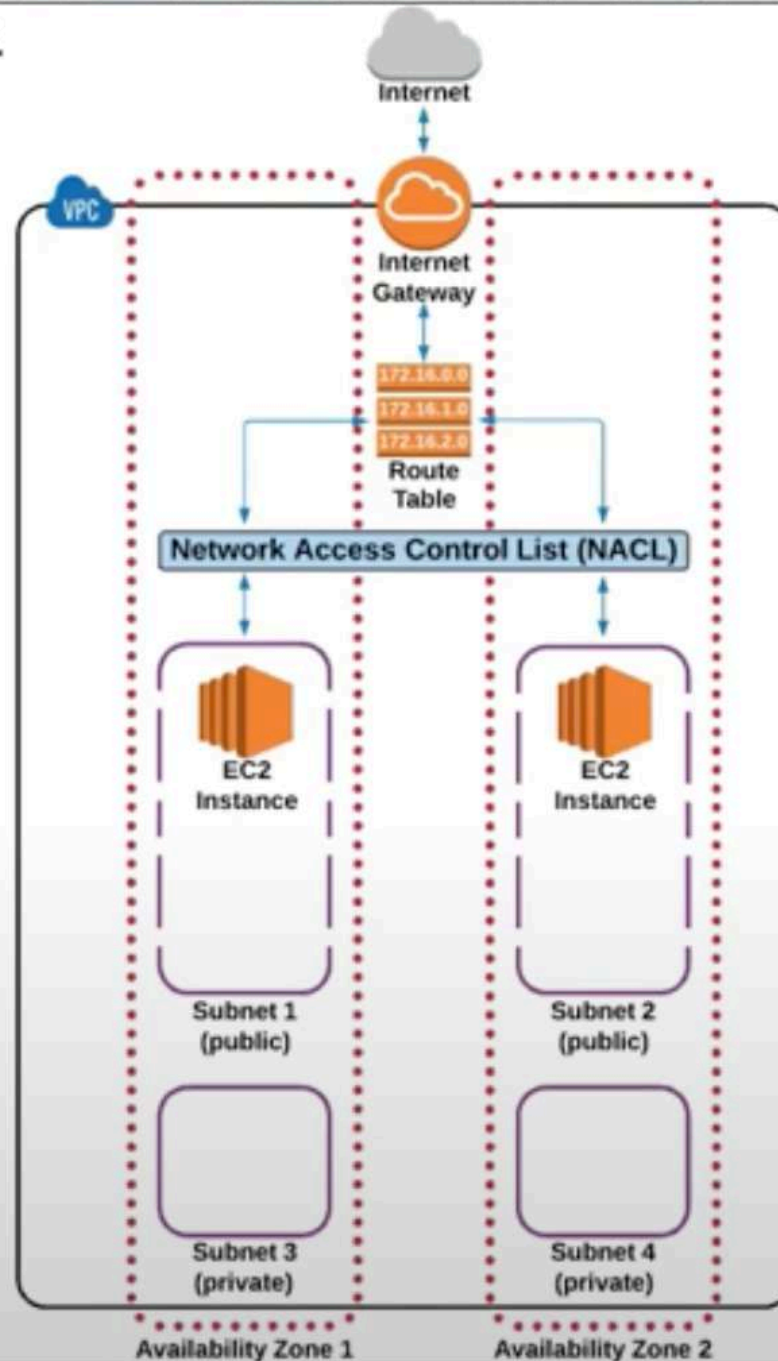 Internet
VPC
Internet
Gateway
172.16.0.0
172.16.1.0
172.16.2.0
Route
Table
Network Access Control List (NACL)
EC2
Instance
EC2
Instance
Subnet 1
(public)
Subnet 2
(public)
Subnet 3
(private)
Subnet 4
(private)
Availability Zone 1
Availability Zone 2